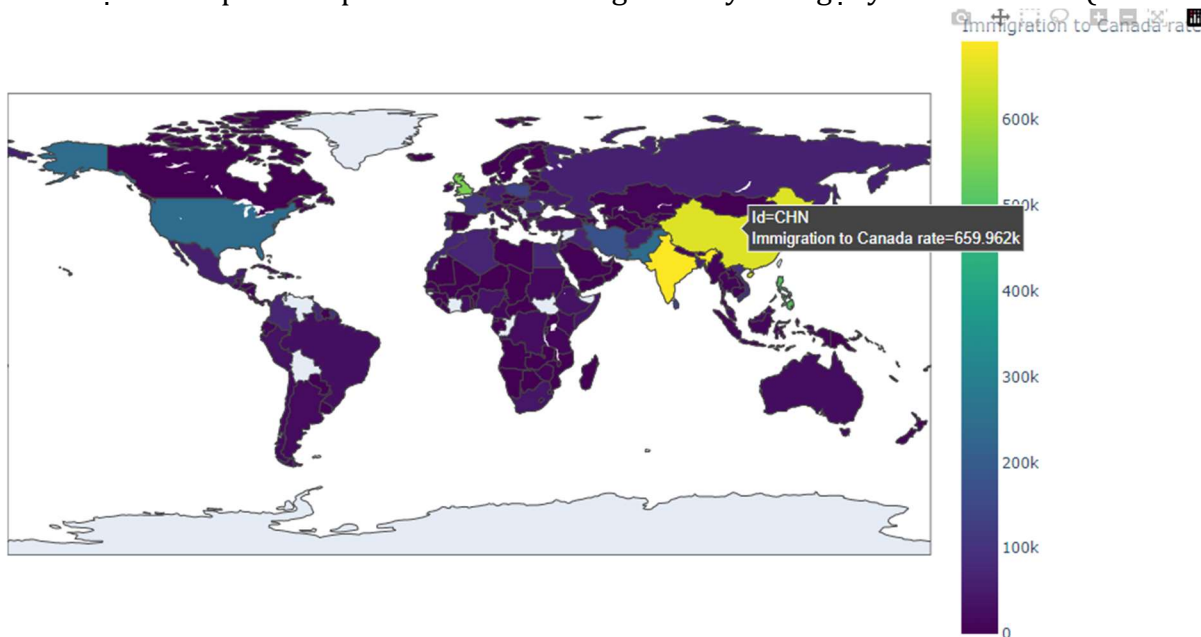 Immigration to Canada rate
600k
500k
Id=CHN
Immigration to Canada rate=659.962k
400k
300k
200k
100k
0